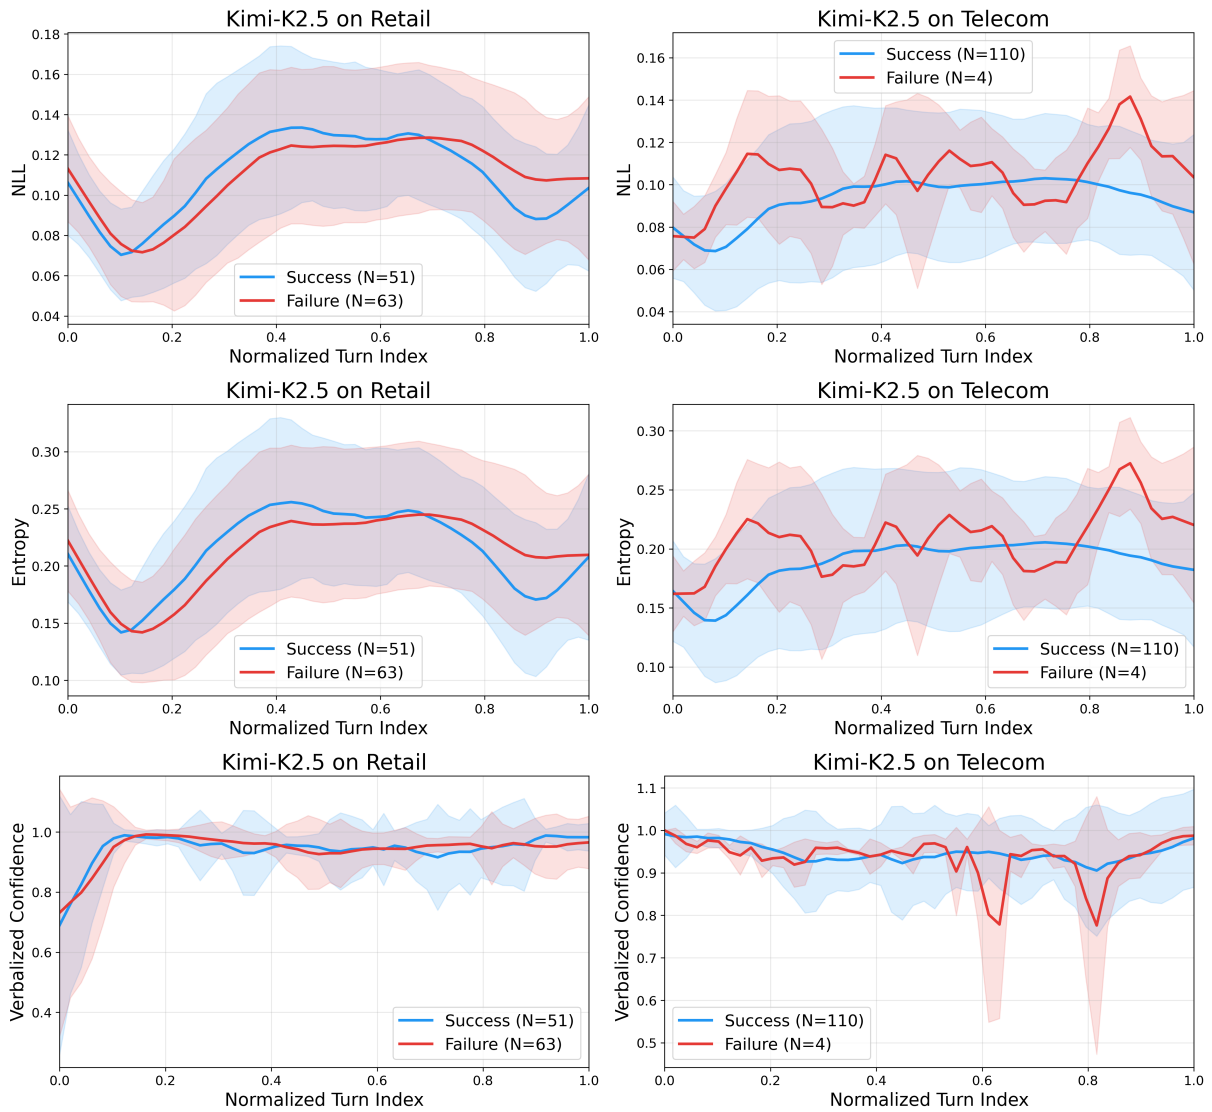 Kimi-K2.5 on Retail
NLL
0.18
0.16
0.14
0.12
0.10
0.08
0.06
0.04
Success (N=51)
Failure (N=63)
0.0 0.2 0.4 0.6 0.8 1.0
Normalized Turn Index
Kimi-K2.5 on Telecom
NLL
0.16
0.14
0.12
0.10
0.08
0.06
0.04
Success (N=110)
Failure (N=4)
0.0 0.2 0.4 0.6 0.8 1.0
Normalized Turn Index
Kimi-K2.5 on Retail
Entropy
0.30
0.25
0.20
0.15
0.10
Success (N=51)
Failure (N=63)
0.0 0.2 0.4 0.6 0.8 1.0
Normalized Turn Index
Kimi-K2.5 on Telecom
Entropy
0.30
0.25
0.20
0.15
0.10
Success (N=110)
Failure (N=4)
0.0 0.2 0.4 0.6 0.8 1.0
Normalized Turn Index
Kimi-K2.5 on Retail
Verbalized Confidence
1.0
0.8
0.6
0.4
Success (N=51)
Failure (N=63)
0.0 0.2 0.4 0.6 0.8 1.0
Normalized Turn Index
Kimi-K2.5 on Telecom
Verbalized Confidence
1.1
1.0
0.9
0.8
0.7
0.6
0.5
Success (N=110)
Failure (N=4)
0.0 0.2 0.4 0.6 0.8 1.0
Normalized Turn Index